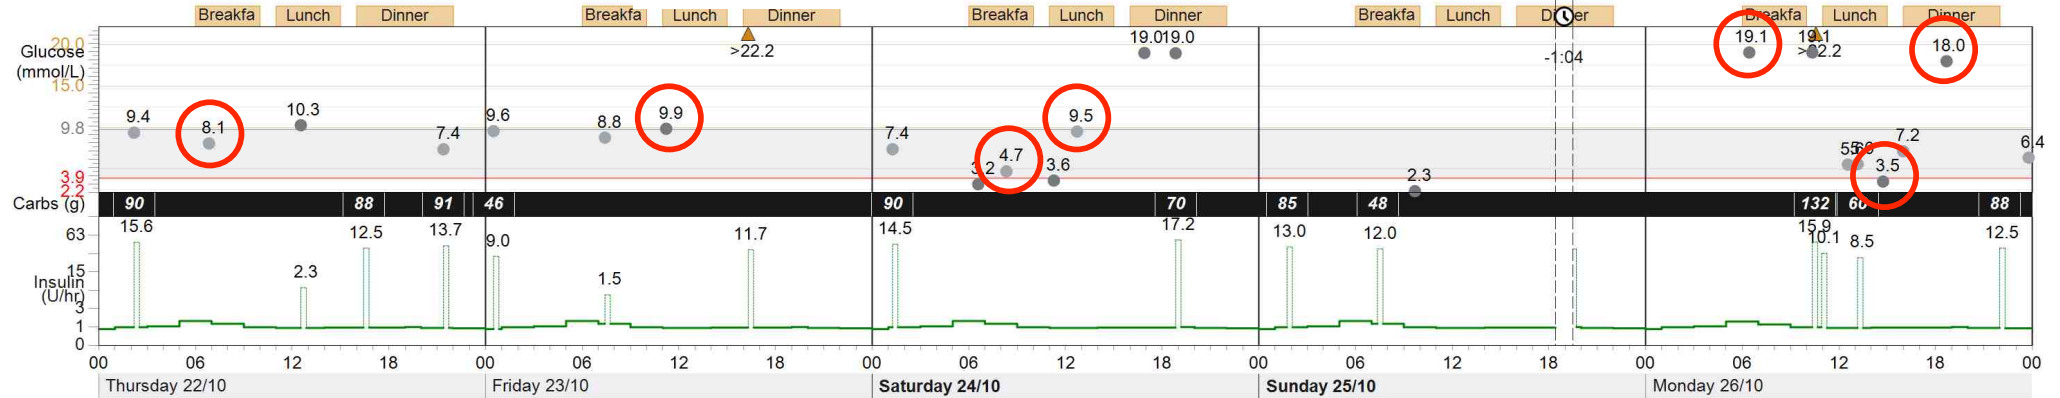 Breakfa Lunch Dinner Breakfa Lunch Dinner Breakfa Lunch Dinner Breakfa Lunch Breakfa Lunch Dinner
Glucose
(mmol/L)
20.0
15.0
9.8
3.9
2.2
9.4 8.1 10.3 7.4 9.6 8.8 9.9 >22.2 7.4 3.2 4.7 3.6 9.5 19.0 19.0 2.3 -1:04 19.1 19.1 >22.2 3.5 7.2 18.0 6.4
Carbs (g) 90 88 91 46 90 70 85 48 132 60 88
63
15
Insulin
(U/hr)
3
1
0
15.6 2.3 12.5 13.7 9.0 1.5 11.7 14.5 17.2 13.0 12.0 15.9 10.1 8.5 12.5
00 06 12 18 00 06 12 18 00 06 12 18 00 06 12 18 00 06 12 18 00
Thursday 22/10 Friday 23/10 Saturday 24/10 Sunday 25/10 Monday 26/10